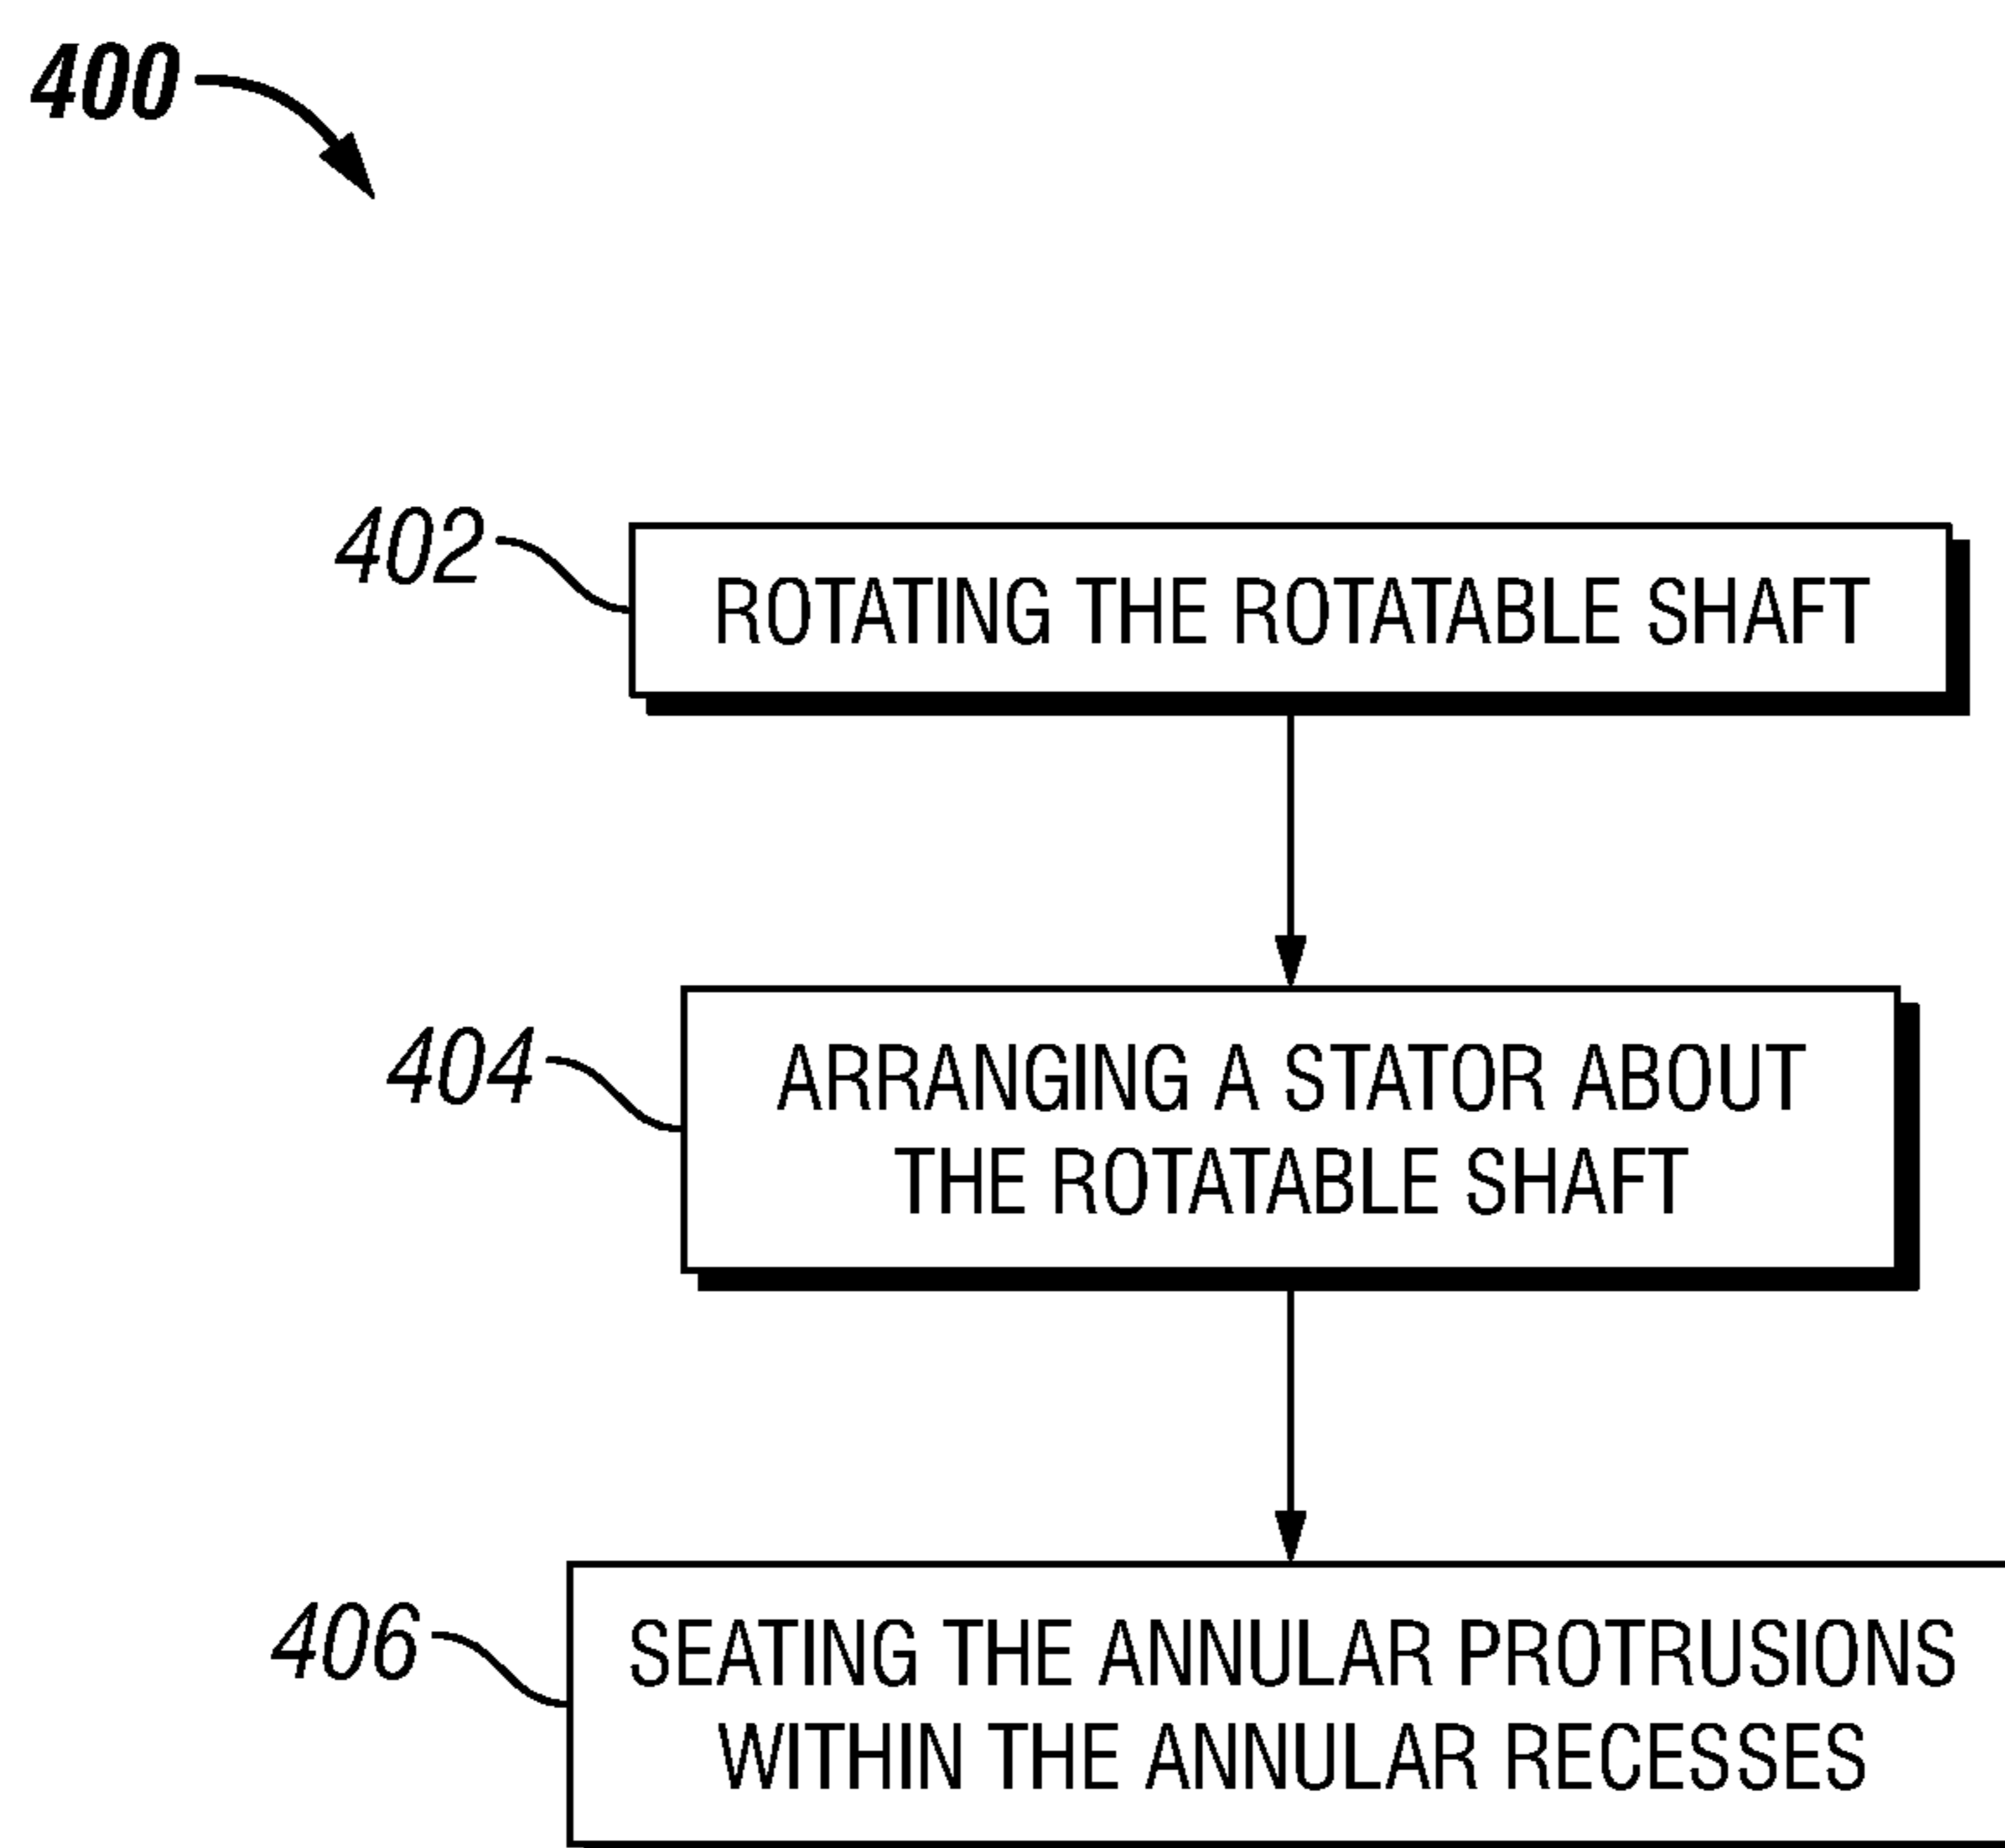 400
402
ROTATING THE ROTATABLE SHAFT
404
ARRANGING A STATOR ABOUT
THE ROTATABLE SHAFT
406
SEATING THE ANNULAR PROTRUSIONS
WITHIN THE ANNULAR RECESSES